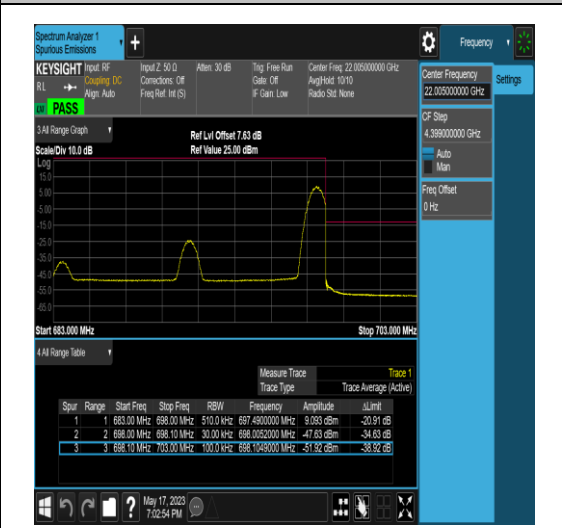 Spectrum Analyzer 1
Spurious Emissions
Frequency
KEYSIGHT
Input: RF
Coupling: DC
Align: Auto
Input Z: 50 Ω
Corrections: Off
Freq Ref: Int (S)
Atten: 30 dB
Trig: Free Run
Gate: Off
IF Gain: Low
Center Freq: 22.005000000 GHz
Avg|Hold: 10/10
Radio Std: None
RL
PASS
Center Frequency
22.005000000 GHz
Settings
CF Step
4.399000000 GHz
Auto
Man
Freq Offset
0 Hz
3 All Range Graph
Ref Lvl Offset 7.63 dB
Scale/Div 10.0 dB
Ref Value 25.00 dBm
Log
15.0
5.00
-5.00
-15.0
-25.0
-35.0
-45.0
-55.0
-65.0
Start 683.000 MHz
Stop 703.000 MHz
4 All Range Table
Measure Trace Trace 1
Trace Type Trace Average (Active)
Spur Range Start Freq Stop Freq RBW Frequency Amplitude ΔLimit
1 1 683.00 MHz 698.00 MHz 510.0 kHz 697.4900000 MHz 9.093 dBm -20.91 dB
2 2 698.00 MHz 698.10 MHz 30.00 kHz 698.0052000 MHz -47.63 dBm -34.63 dB
3 3 698.10 MHz 703.00 MHz 100.0 kHz 698.1049000 MHz -51.92 dBm -38.92 dB
?
May 17, 2023
7:02:54 PM